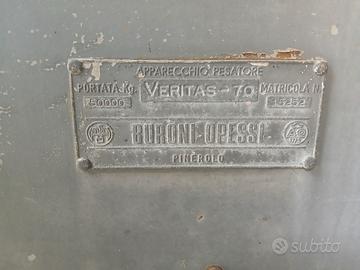 APPARECCHIO PESATORE
PORTATA Kg. VERITAS-70 MATRICOLA N.
50000 15252
BURONI-OPESSI
PINEROLO
subito